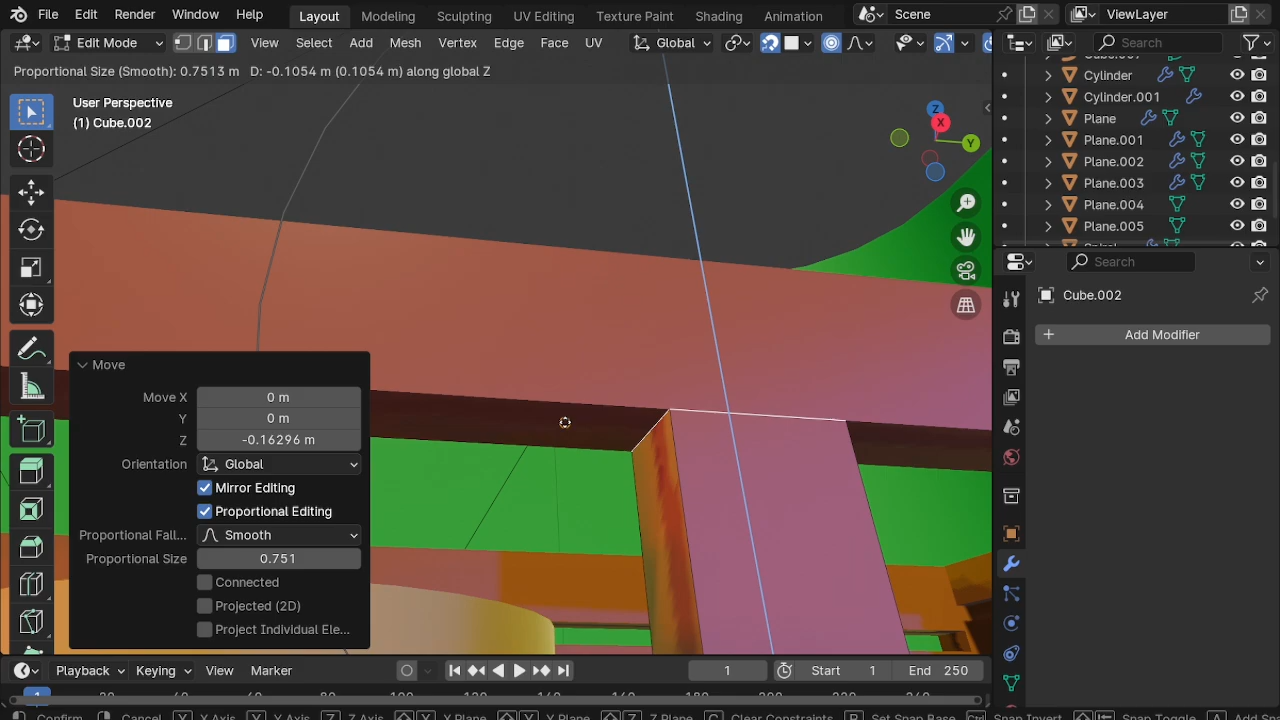 File Edit Render Window Help Layout Modeling Sculpting UV Editing Texture Paint Shading Animation Scene ViewLayer
Edit Mode View Select Add Mesh Vertex Edge Face UV Global Search
Proportional Size (Smooth): 0.7513 m D: -0.1054 m (0.1054 m) along global Z
User Perspective
(1) Cube.002
Z
X
Y
Cylinder
Cylinder.001
Plane
Plane.001
Plane.002
Plane.003
Plane.004
Plane.005
Search
Cube.002
Add Modifier
Move
Move X 0 m
Y 0 m
Z -0.16296 m
Orientation Global
Mirror Editing
Proportional Editing
Proportional Fall... Smooth
Proportional Size 0.751
Connected
Projected (2D)
Project Individual Ele...
Playback Keying View Marker 1 Start 1 End 250
1